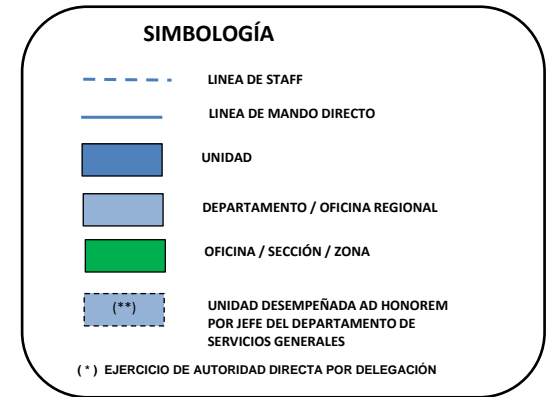 SIMBOLOGÍA
LINEA DE STAFF
LINEA DE MANDO DIRECTO
UNIDAD
DEPARTAMENTO / OFICINA REGIONAL
OFICINA / SECCIÓN / ZONA
(**)
UNIDAD DESEMPEÑADA AD HONOREM
POR JEFE DEL DEPARTAMENTO DE
SERVICIOS GENERALES
( * ) EJERCICIO DE AUTORIDAD DIRECTA POR DELEGACIÓN